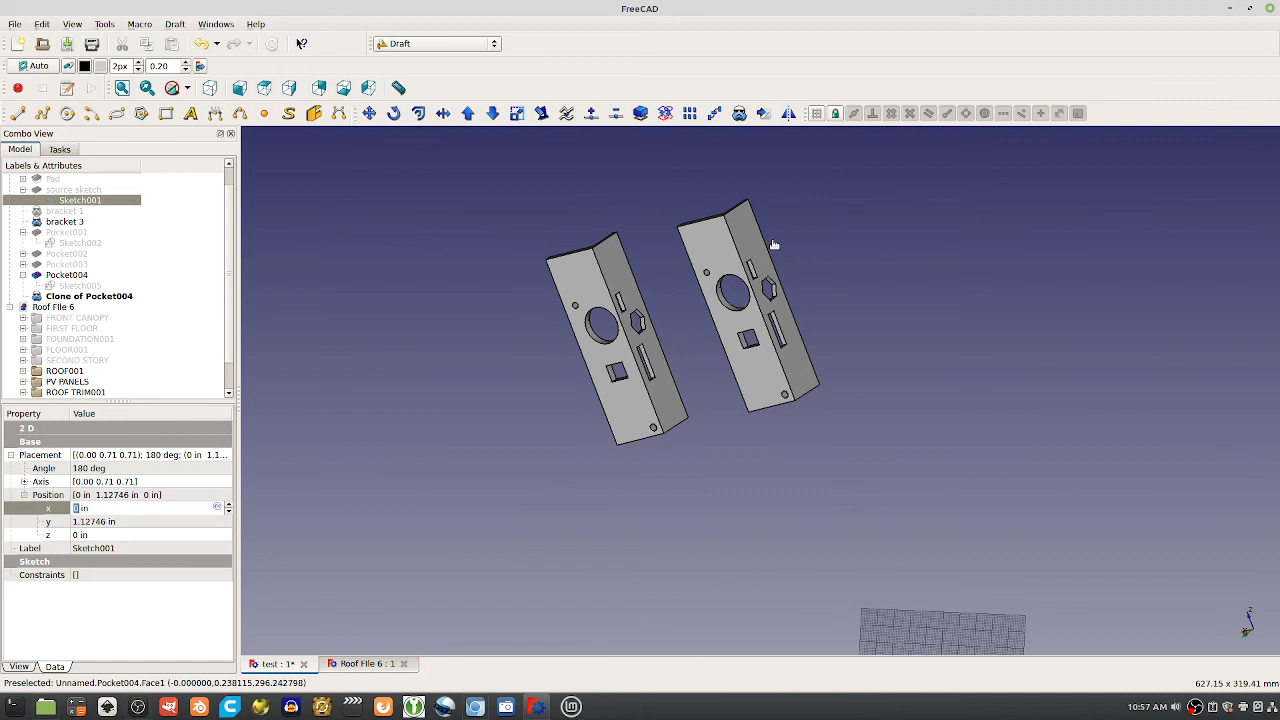 FreeCAD
File Edit View Tools Macro Draft Windows Help
Draft
Auto 2px 0.20
Combo View
Model Tasks
Labels & Attributes
Pad
source sketch
Sketch001
bracket 1
bracket 3
Pocket001
Sketch002
Pocket002
Pocket003
Pocket004
Sketch005
Clone of Pocket004
Roof FIle 6
FRONT CANOPY
FIRST FLOOR
FOUNDATION001
FLOOR001
SECOND STORY
ROOF001
PV PANELS
ROOF TRIM001
Property Value
2 D
Base
Placement [(0.00 0.71 0.71); 180 deg; (0 in 1.1...
Angle 180 deg
Axis [0.00 0.71 0.71]
Position [0 in 1.12746 in 0 in]
x 0 in
y 1.12746 in
z 0 in
Label Sketch001
Sketch
Constraints []
View Data
test : 1* Roof FIle 6 : 1
Preselected: Unnamed.Pocket004.Face1 (-0.000000,0.238115,296.242798) 627.15 x 319.41 mm
10:57 AM